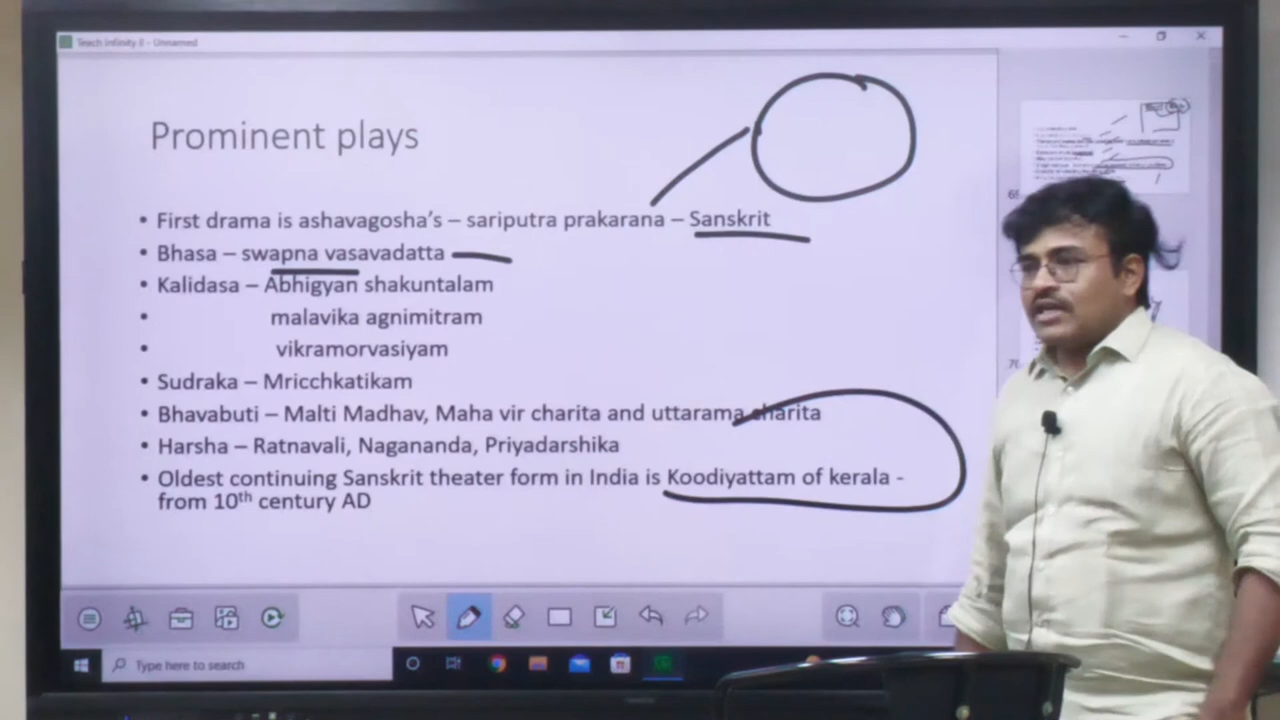 Teach Infinity II - Unnamed
Prominent plays
• First drama is ashavagosha's – sariputra prakarana – Sanskrit
• Bhasa – swapna vasavadatta
• Kalidasa – Abhigyan shakuntalam
• malavika agnimitram
• vikramorvasiyam
• Sudraka – Mricchkatikam
• Bhavabuti – Malti Madhav, Maha vir charita and uttarama charita
• Harsha – Ratnavali, Nagananda, Priyadarshika
• Oldest continuing Sanskrit theater form in India is Koodiyattam of kerala -
from 10th century AD
Type here to search